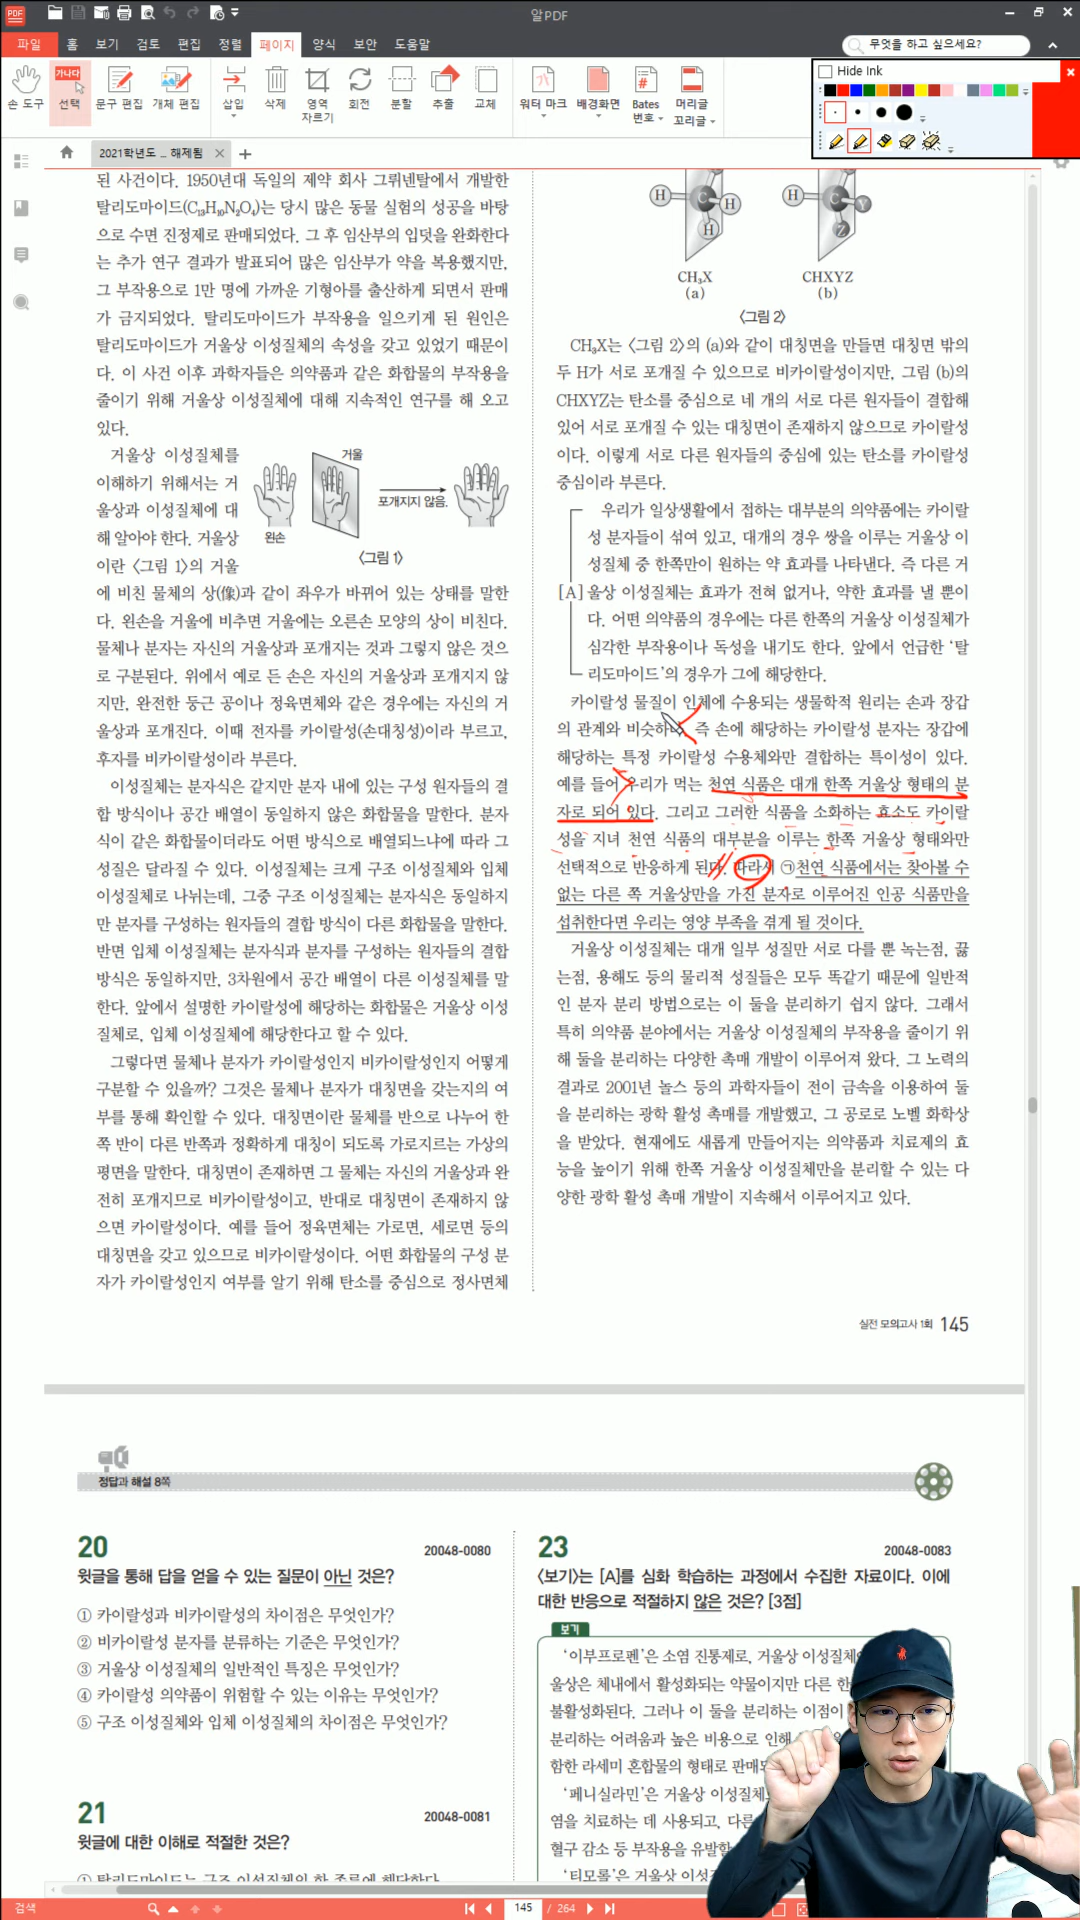 알PDF
파일 홈 보기 검토 편집 정렬 페이지 양식 보안 도움말
무엇을 하고 싶으세요?
손 도구
가나다
선택
문구 편집
개체 편집
삽입
삭제
영역
자르기
회전
분할
추출
교체
워터 마크
배경화면
Bates
번호
머리글
꼬리글
Hide Ink
2021학년도 ... 해제됨
된 사건이다. 1950년대 독일의 제약 회사 그뤼넨탈에서 개발한
탈리도마이드(C₁₃H₁₀N₂O₄)는 당시 많은 동물 실험의 성공을 바탕
으로 수면 진정제로 판매되었다. 그 후 임산부의 입덧을 완화한다
는 추가 연구 결과가 발표되어 많은 임산부가 약을 복용했지만,
그 부작용으로 1만 명에 가까운 기형아를 출산하게 되면서 판매
가 금지되었다. 탈리도마이드가 부작용을 일으키게 된 원인은
탈리도마이드가 거울상 이성질체의 속성을 갖고 있었기 때문이
다. 이 사건 이후 과학자들은 의약품과 같은 화합물의 부작용을
줄이기 위해 거울상 이성질체에 대해 지속적인 연구를 해 오고
있다.
거울상 이성질체를
이해하기 위해서는 거
울상과 이성질체에 대
해 알아야 한다. 거울상
이란 〈그림 1〉의 거울
거울
왼손
포개지지 않음.
〈그림 1〉
에 비친 물체의 상(像)과 같이 좌우가 바뀌어 있는 상태를 말한
다. 왼손을 거울에 비추면 거울에는 오른손 모양의 상이 비친다.
물체나 분자는 자신의 거울상과 포개지는 것과 그렇지 않은 것으
로 구분된다. 위에서 예로 든 손은 자신의 거울상과 포개지지 않
지만, 완전한 둥근 공이나 정육면체와 같은 경우에는 자신의 거
울상과 포개진다. 이때 전자를 카이랄성(손대칭성)이라 부르고,
후자를 비카이랄성이라 부른다.
이성질체는 분자식은 같지만 분자 내에 있는 구성 원자들의 결
합 방식이나 공간 배열이 동일하지 않은 화합물을 말한다. 분자
식이 같은 화합물이더라도 어떤 방식으로 배열되느냐에 따라 그
성질은 달라질 수 있다. 이성질체는 크게 구조 이성질체와 입체
이성질체로 나뉘는데, 그중 구조 이성질체는 분자식은 동일하지
만 분자를 구성하는 원자들의 결합 방식이 다른 화합물을 말한다.
반면 입체 이성질체는 분자식과 분자를 구성하는 원자들의 결합
방식은 동일하지만, 3차원에서 공간 배열이 다른 이성질체를 말
한다. 앞에서 설명한 카이랄성에 해당하는 화합물은 거울상 이성
질체로, 입체 이성질체에 해당한다고 할 수 있다.
그렇다면 물체나 분자가 카이랄성인지 비카이랄성인지 어떻게
구분할 수 있을까? 그것은 물체나 분자가 대칭면을 갖는지의 여
부를 통해 확인할 수 있다. 대칭면이란 물체를 반으로 나누어 한
쪽 반이 다른 반쪽과 정확하게 대칭이 되도록 가로지르는 가상의
평면을 말한다. 대칭면이 존재하면 그 물체는 자신의 거울상과 완
전히 포개지므로 비카이랄성이고, 반대로 대칭면이 존재하지 않
으면 카이랄성이다. 예를 들어 정육면체는 가로면, 세로면 등의
대칭면을 갖고 있으므로 비카이랄성이다. 어떤 화합물의 구성 분
자가 카이랄성인지 여부를 알기 위해 탄소를 중심으로 정사면체
H C H H
H C Y Z
CH₃X CHXYZ
(a) (b)
〈그림 2〉
CH₃X는 〈그림 2〉의 (a)와 같이 대칭면을 만들면 대칭면 밖의
두 H가 서로 포개질 수 있으므로 비카이랄성이지만, 그림 (b)의
CHXYZ는 탄소를 중심으로 네 개의 서로 다른 원자들이 결합해
있어 서로 포개질 수 있는 대칭면이 존재하지 않으므로 카이랄성
이다. 이렇게 서로 다른 원자들의 중심에 있는 탄소를 카이랄성
중심이라 부른다.
우리가 일상생활에서 접하는 대부분의 의약품에는 카이랄
성 분자들이 섞여 있고, 대개의 경우 쌍을 이루는 거울상 이
성질체 중 한쪽만이 원하는 약 효과를 나타낸다. 즉 다른 거
[A] 울상 이성질체는 효과가 전혀 없거나, 약한 효과를 낼 뿐이
다. 어떤 의약품의 경우에는 다른 한쪽의 거울상 이성질체가
심각한 부작용이나 독성을 내기도 한다. 앞에서 언급한 ‘탈
리도마이드’의 경우가 그에 해당한다.
카이랄성 물질이 인체에 수용되는 생물학적 원리는 손과 장갑
의 관계와 비슷하다. 즉 손에 해당하는 카이랄성 분자는 장갑에
해당하는 특정 카이랄성 수용체와만 결합하는 특이성이 있다.
예를 들어 우리가 먹는 천연 식품은 대개 한쪽 거울상 형태의 분
자로 되어 있다. 그리고 그러한 식품을 소화하는 효소도 카이랄
성을 지녀 천연 식품의 대부분을 이루는 한쪽 거울상 형태와만
선택적으로 반응하게 된다. 따라서 ㉠천연 식품에서는 찾아볼 수
없는 다른 쪽 거울상만을 가진 분자로 이루어진 인공 식품만을
섭취한다면 우리는 영양 부족을 겪게 될 것이다.
거울상 이성질체는 대개 일부 성질만 서로 다를 뿐 녹는점, 끓
는점, 용해도 등의 물리적 성질들은 모두 똑같기 때문에 일반적
인 분자 분리 방법으로는 이 둘을 분리하기 쉽지 않다. 그래서
특히 의약품 분야에서는 거울상 이성질체의 부작용을 줄이기 위
해 둘을 분리하는 다양한 촉매 개발이 이루어져 왔다. 그 노력의
결과로 2001년 놀스 등의 과학자들이 전이 금속을 이용하여 둘
을 분리하는 광학 활성 촉매를 개발했고, 그 공로로 노벨 화학상
을 받았다. 현재에도 새롭게 만들어지는 의약품과 치료제의 효
능을 높이기 위해 한쪽 거울상 이성질체만을 분리할 수 있는 다
양한 광학 활성 촉매 개발이 지속해서 이루어지고 있다.
실전 모의고사 1회 145
정답과 해설 8쪽
20 20048-0080
윗글을 통해 답을 얻을 수 있는 질문이 아닌 것은?
① 카이랄성과 비카이랄성의 차이점은 무엇인가?
② 비카이랄성 분자를 분류하는 기준은 무엇인가?
③ 거울상 이성질체의 일반적인 특징은 무엇인가?
④ 카이랄성 의약품이 위험할 수 있는 이유는 무엇인가?
⑤ 구조 이성질체와 입체 이성질체의 차이점은 무엇인가?
21 20048-0081
윗글에 대한 이해로 적절한 것은?
① 탈리도마이드는 구조 이성질체의 한 종류에 해당한다.
23 20048-0083
〈보기〉는 [A]를 심화 학습하는 과정에서 수집한 자료이다. 이에
대한 반응으로 적절하지 않은 것은? [3점]
보기
‘이부프로펜’은 소염 진통제로, 거울상 이성질체
울상은 체내에서 활성화되는 약물이지만 다른 한
불활성화된다. 그러나 이 둘을 분리하는 이점이
분리하는 어려움과 높은 비용으로 인해
함한 라세미 혼합물의 형태로 판매
‘페니실라민’은 거울상 이성질체
염을 치료하는 데 사용되고, 다른
혈구 감소 등 부작용을 유발할
‘티모롤’은 거울상 이성
검색
145 / 264